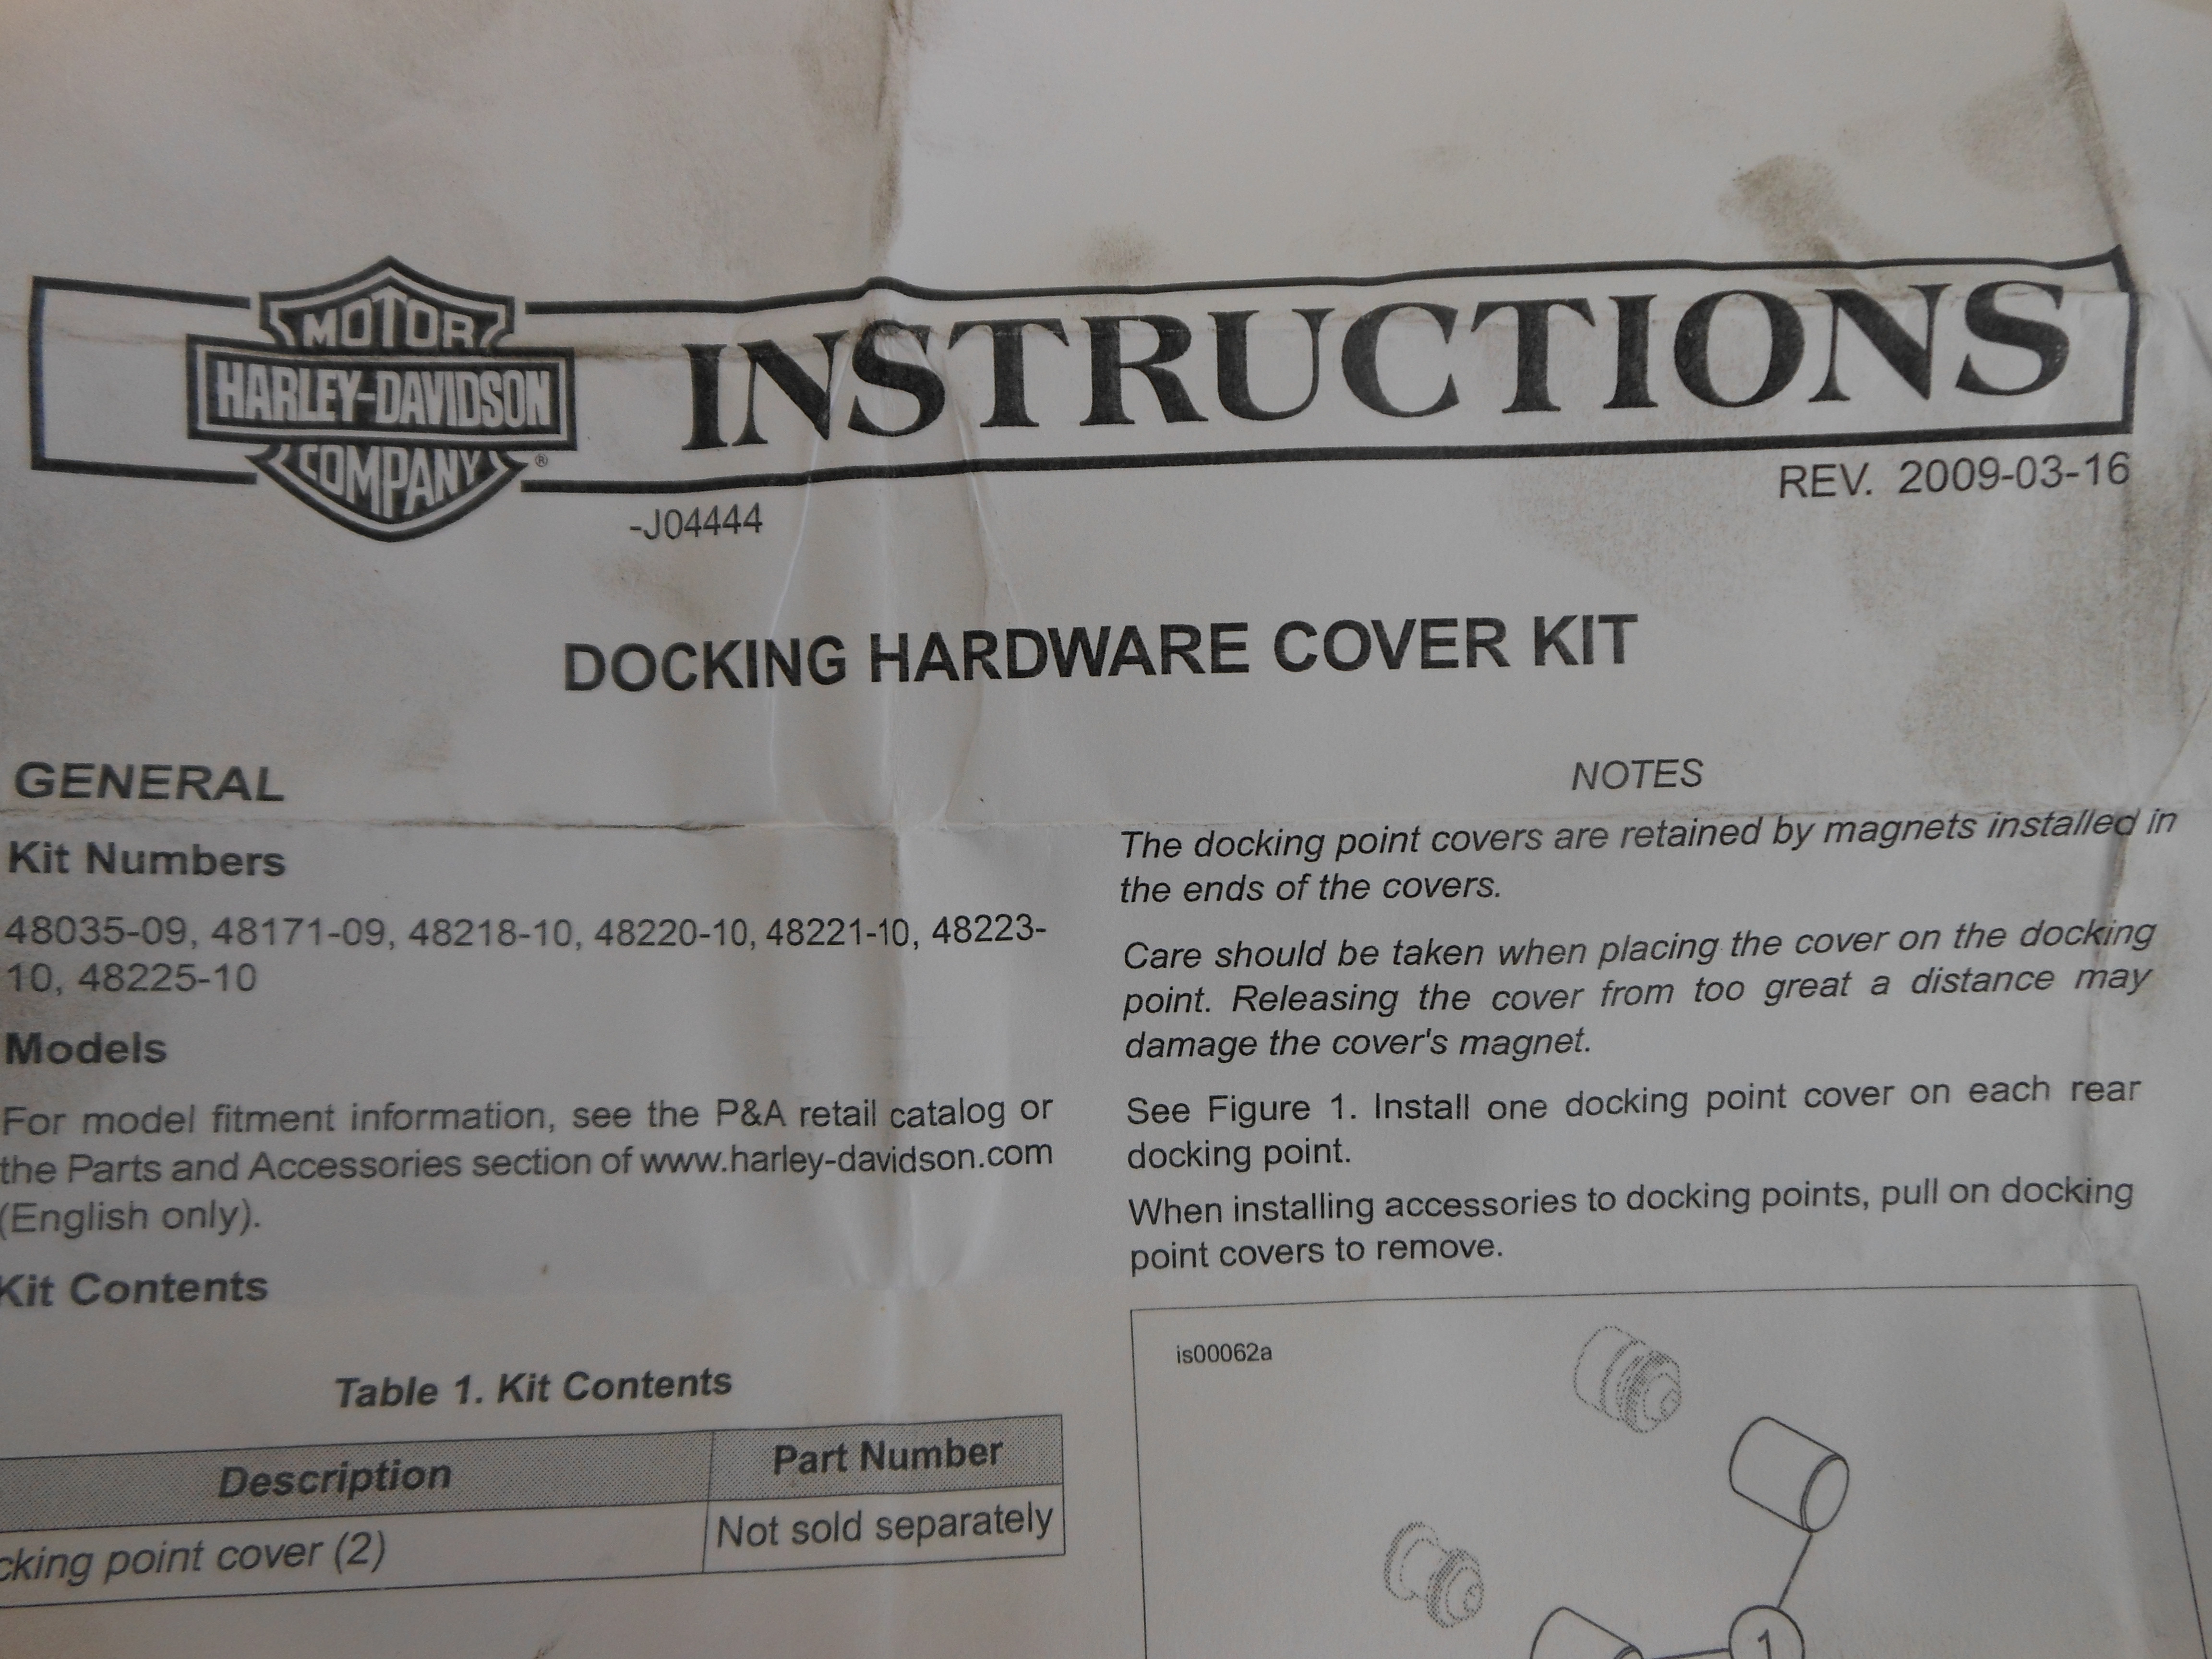 MOTOR
HARLEY-DAVIDSON
COMPANY
®
INSTRUCTIONS
-J04444
REV. 2009-03-16
DOCKING HARDWARE COVER KIT
GENERAL
Kit Numbers
48035-09, 48171-09, 48218-10, 48220-10, 48221-10, 48223-
10, 48225-10
Models
For model fitment information, see the P&A retail catalog or
the Parts and Accessories section of www.harley-davidson.com
(English only).
Kit Contents
Table 1. Kit Contents
Description Part Number
cking point cover (2) Not sold separately
NOTES
The docking point covers are retained by magnets installed in
the ends of the covers.
Care should be taken when placing the cover on the docking
point. Releasing the cover from too great a distance may
damage the cover's magnet.
See Figure 1. Install one docking point cover on each rear
docking point.
When installing accessories to docking points, pull on docking
point covers to remove.
is00062a
1